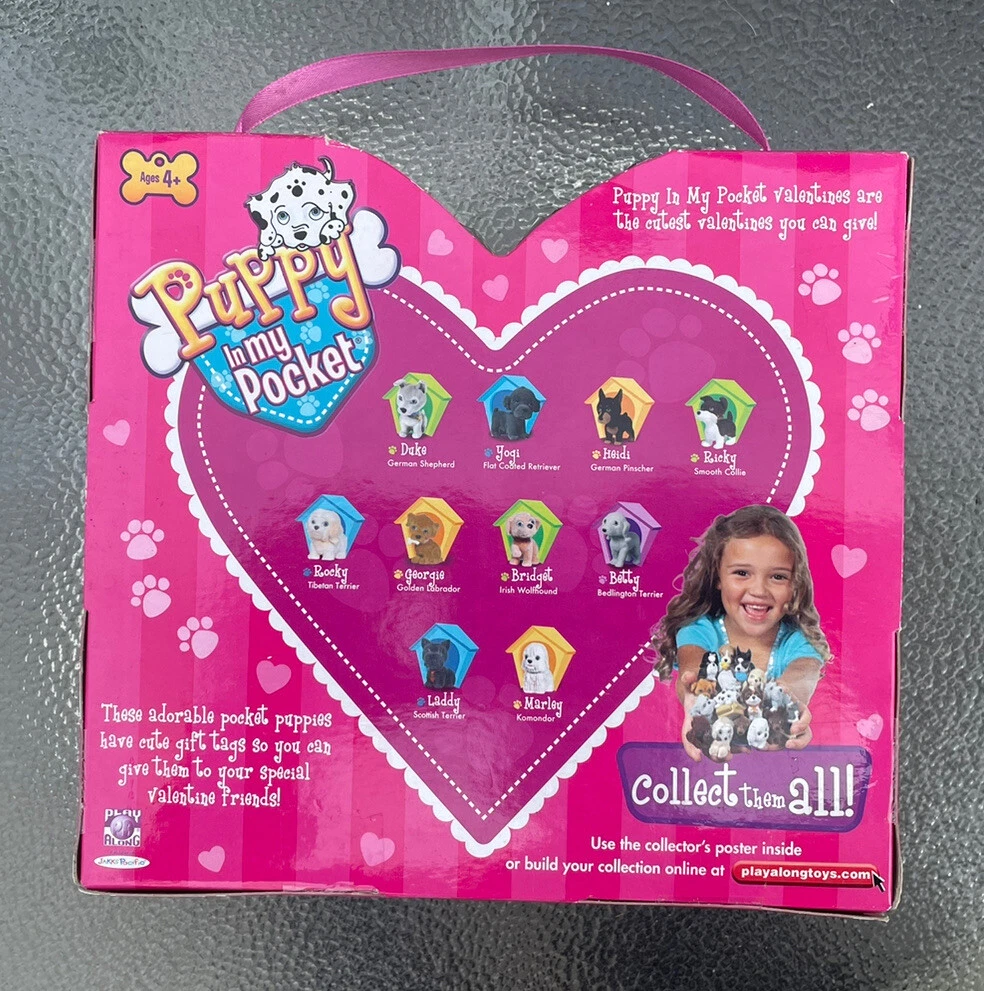 Ages 4+
Puppy
In my
Pocket
Puppy In My Pocket Valentines are
the cutest valentines you can give!
Duke
German Shepherd
Yogi
Flat Coated Retriever
Heidi
German Pinscher
Ricky
Smooth Collie
Rocky
Tibetan Terrier
Georgie
Golden Labrador
Bridget
Irish Wolfhound
Betty
Bedlington Terrier
Laddy
Scottish Terrier
Marley
Komondor
These adorable pocket puppies
have cute gift tags so you can
give them to your special
valentine friends!
collect them all!
PLAY
ALONG
JAKKS Pacific
Use the collector's poster inside
or build your collection online at
playalongtoys.com